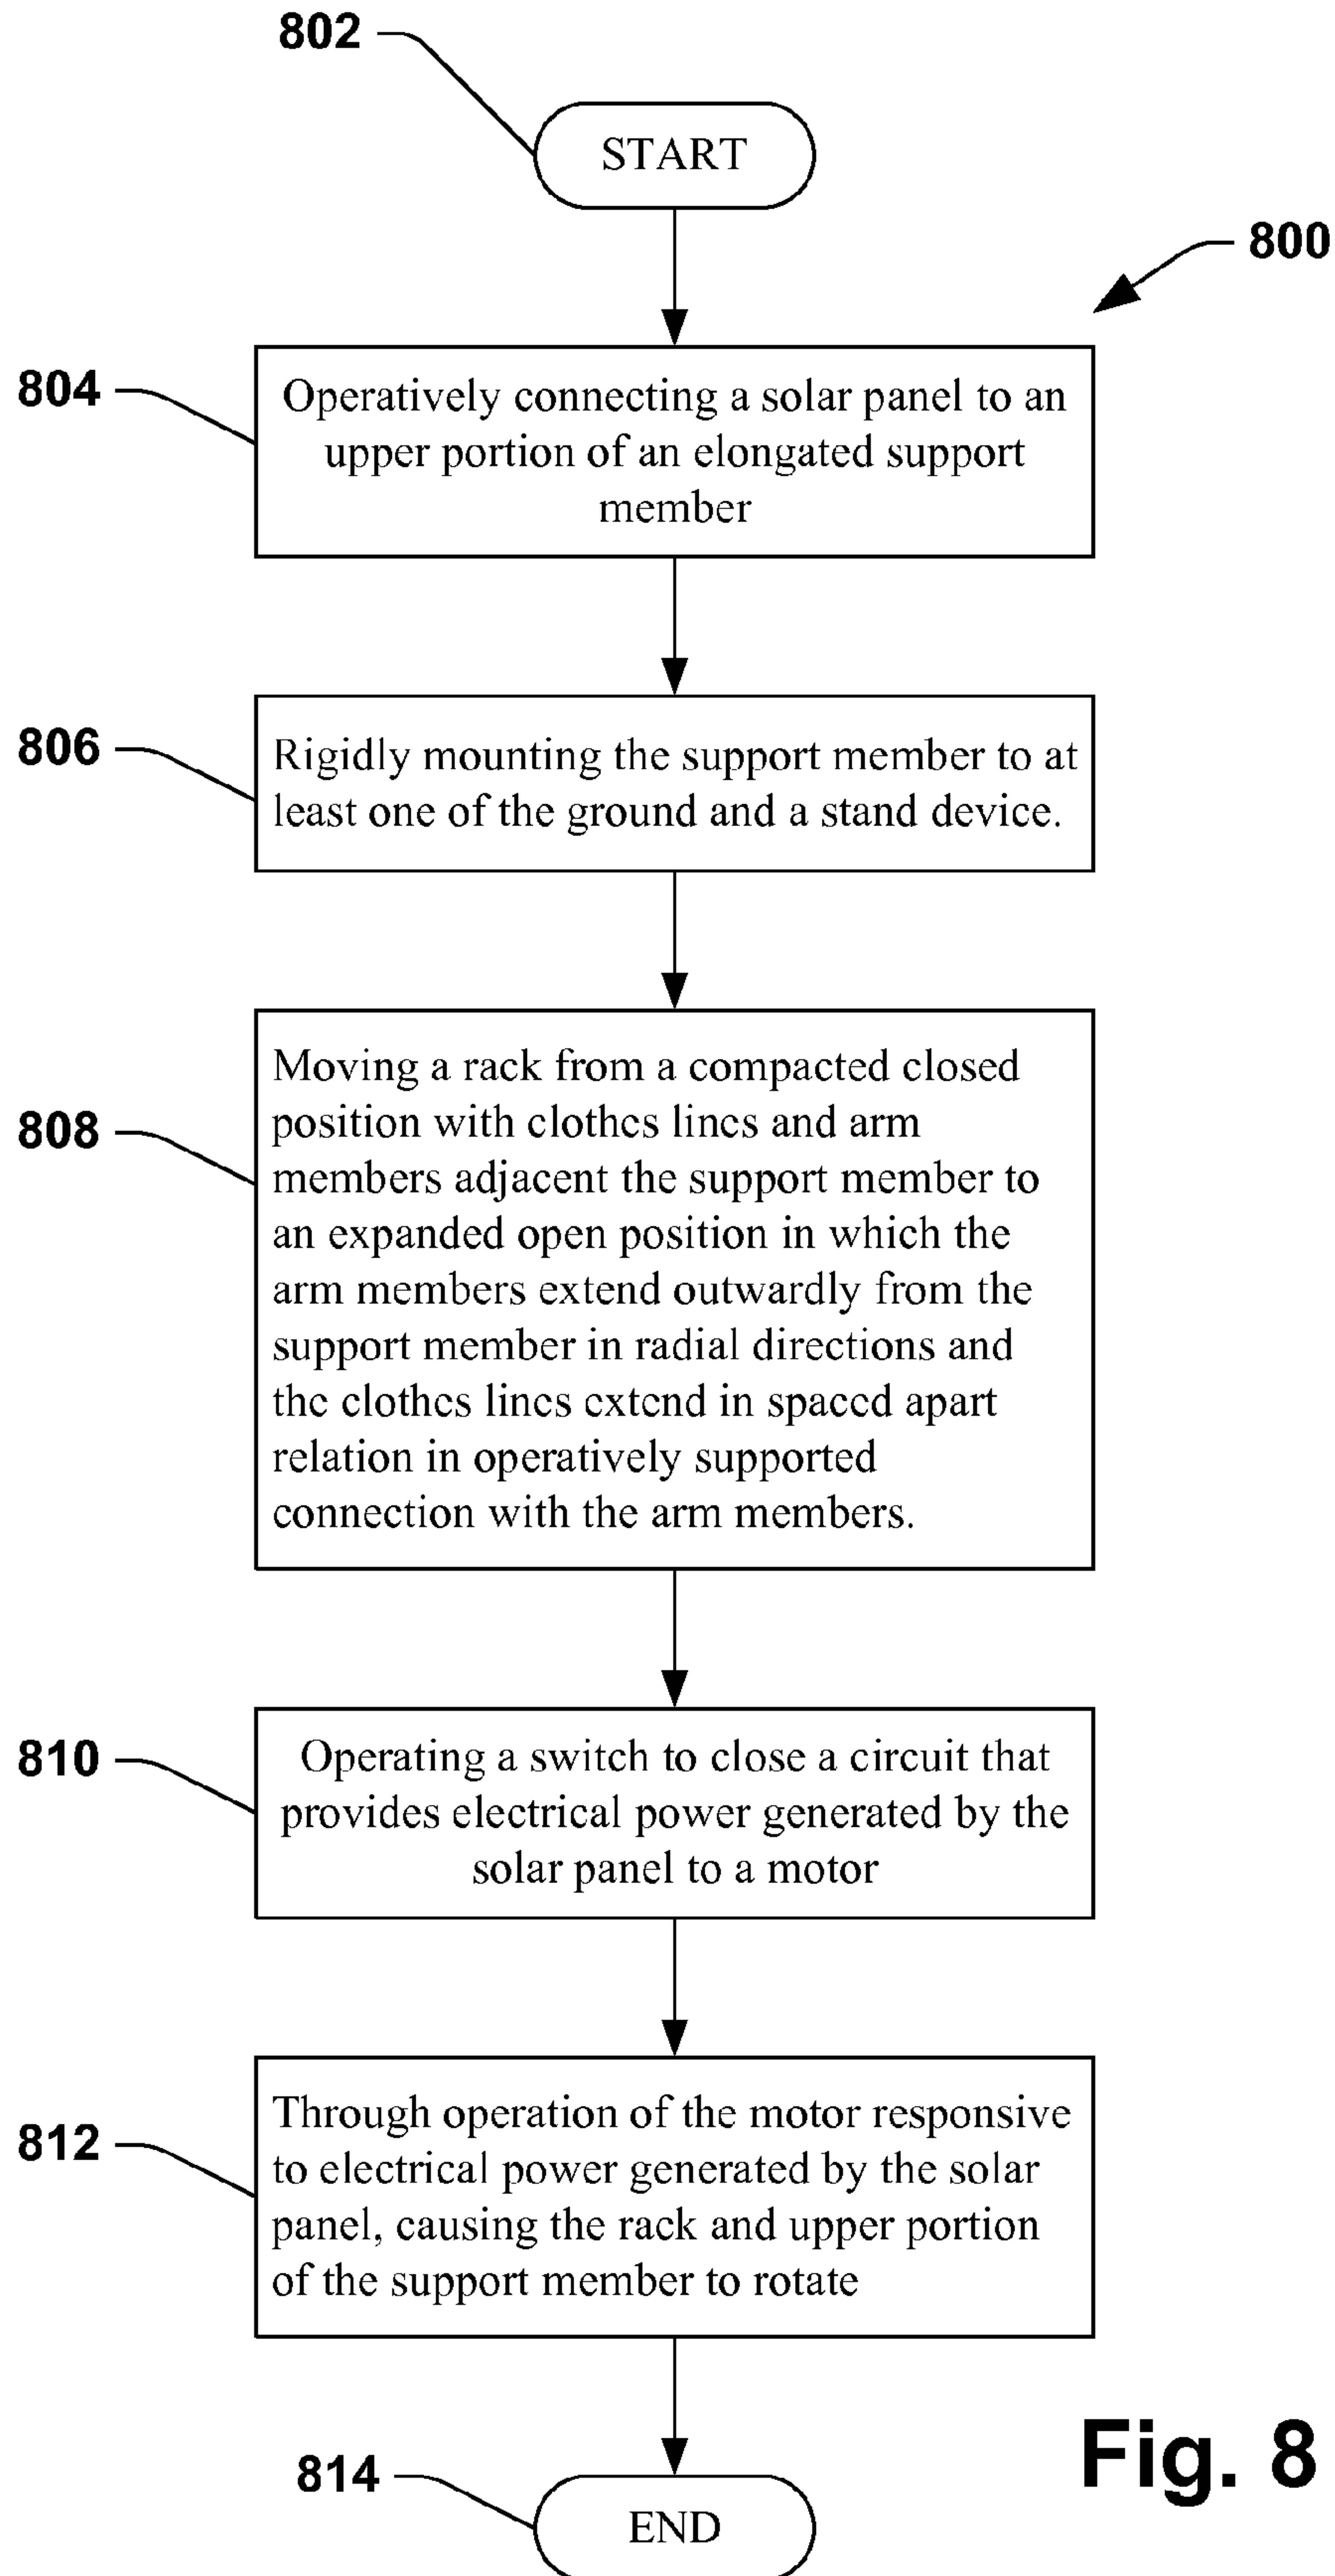 802
START
800
804
Operatively connecting a solar panel to an
upper portion of an elongated support
member
806
Rigidly mounting the support member to at
least one of the ground and a stand device.
808
Moving a rack from a compacted closed
position with clothes lines and arm
members adjacent the support member to
an expanded open position in which the
arm members extend outwardly from the
support member in radial directions and
the clothes lines extend in spaced apart
relation in operatively supported
connection with the arm members.
810
Operating a switch to close a circuit that
provides electrical power generated by the
solar panel to a motor
812
Through operation of the motor responsive
to electrical power generated by the solar
panel, causing the rack and upper portion
of the support member to rotate
814
END
Fig. 8